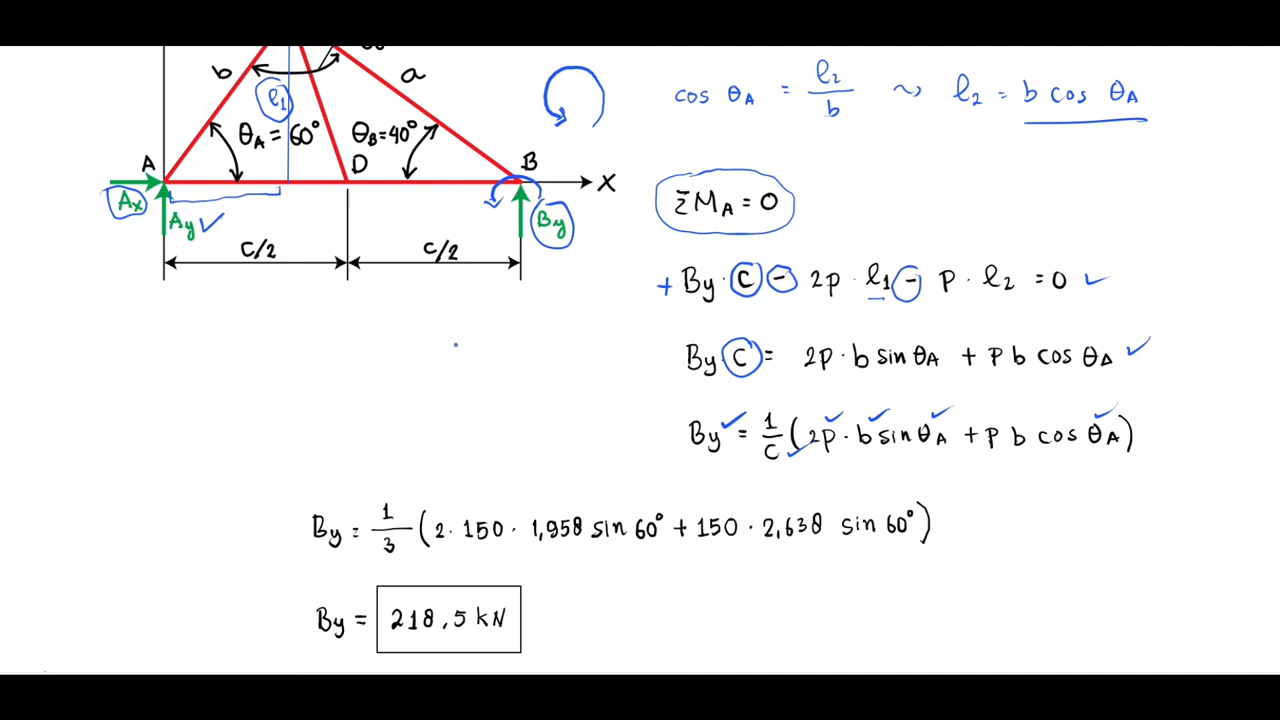 b
a
ℓ₁
θA = 60°
θB = 40°
A
D
B
X
Ax
Ay ✓
By
C/2
C/2
cos θA = ℓ₂/b ~> ℓ₂ = b cos θA
ΣMA = 0
+ By · C − 2p · ℓ₁ − P · ℓ₂ = 0 ✓
By · C = 2p · b sin θA + P b cos θA ✓
By = 1/C (2p · b sin θA + P b cos θA)
By = 1/3 (2 · 150 · 1,958 sin 60° + 150 · 2,638 sin 60°)
By = 218,5 kN